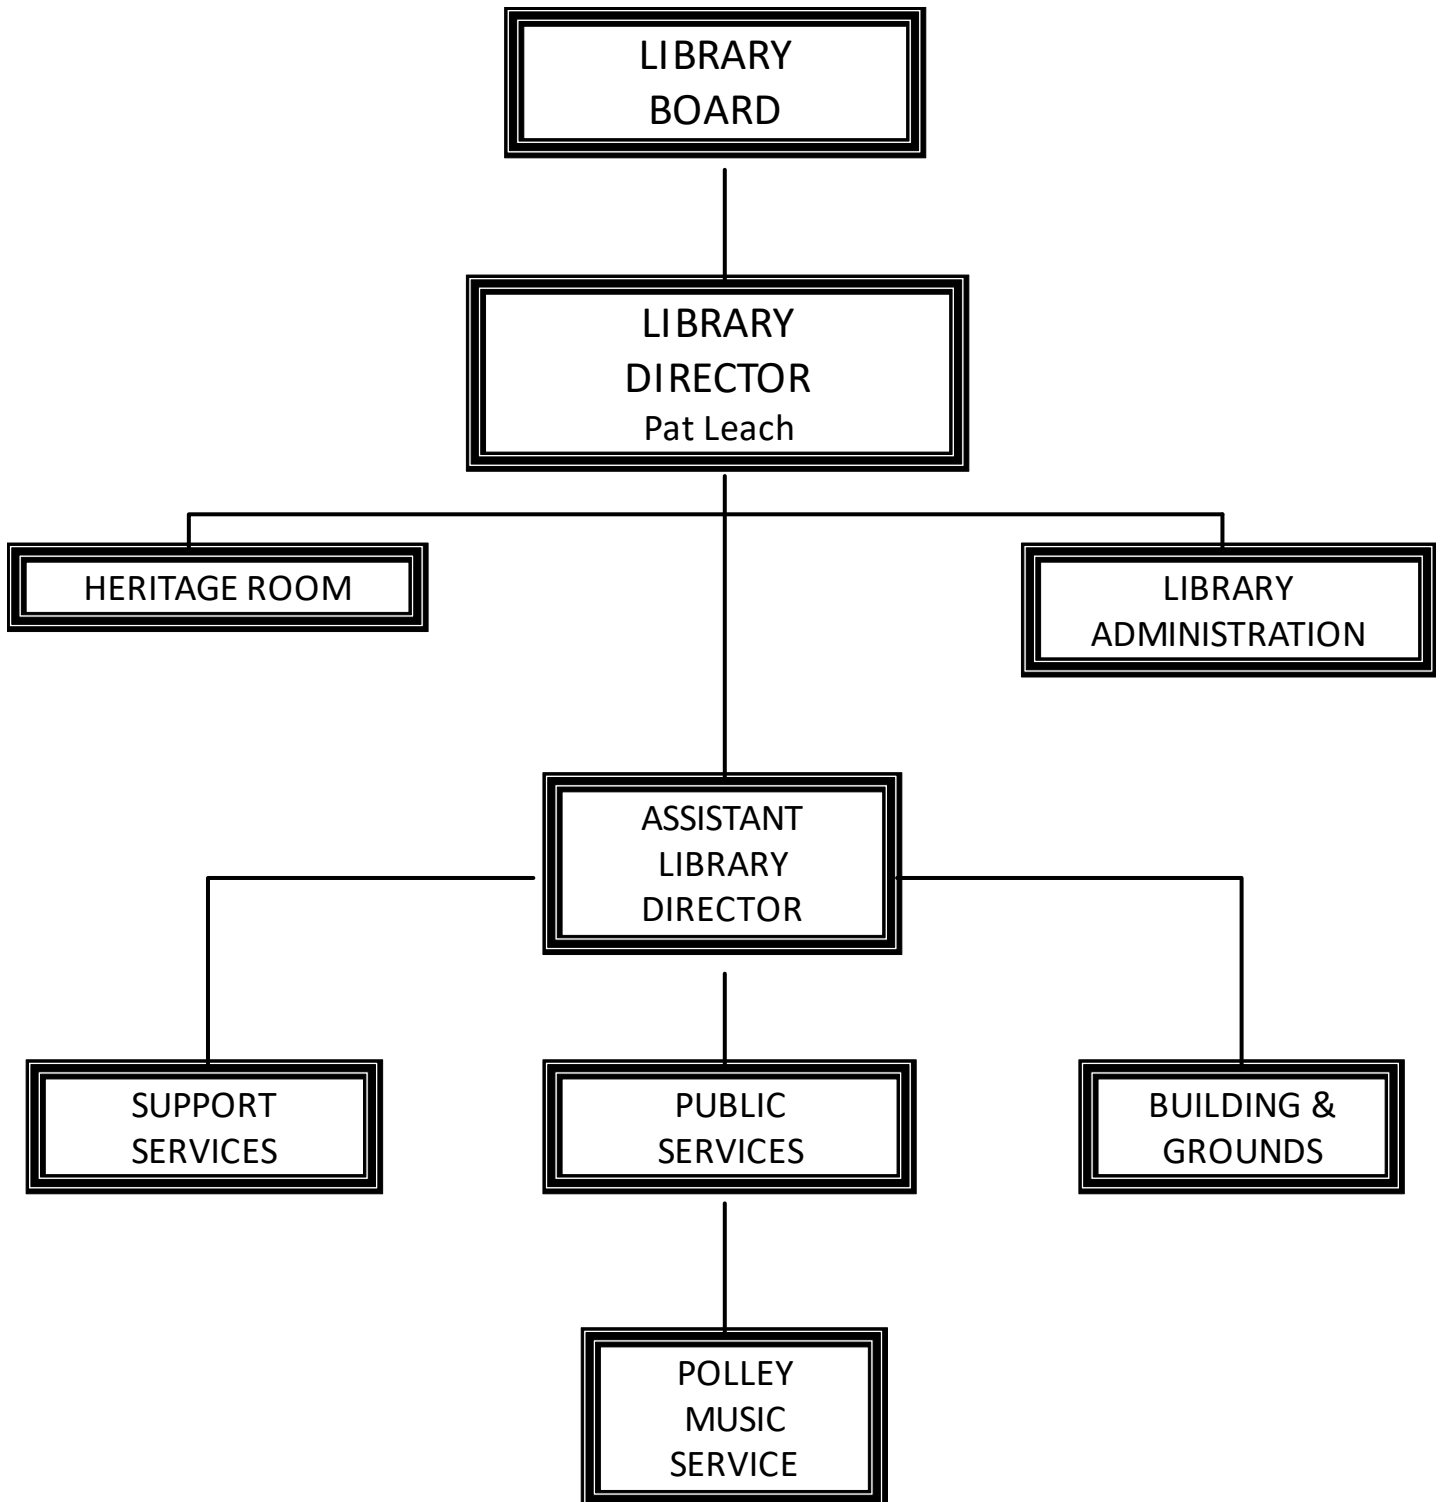 LIBRARY
BOARD
LIBRARY
DIRECTOR
Pat Leach
HERITAGE ROOM
LIBRARY
ADMINISTRATION
ASSISTANT
LIBRARY
DIRECTOR
SUPPORT
SERVICES
PUBLIC
SERVICES
BUILDING &
GROUNDS
POLLEY
MUSIC
SERVICE